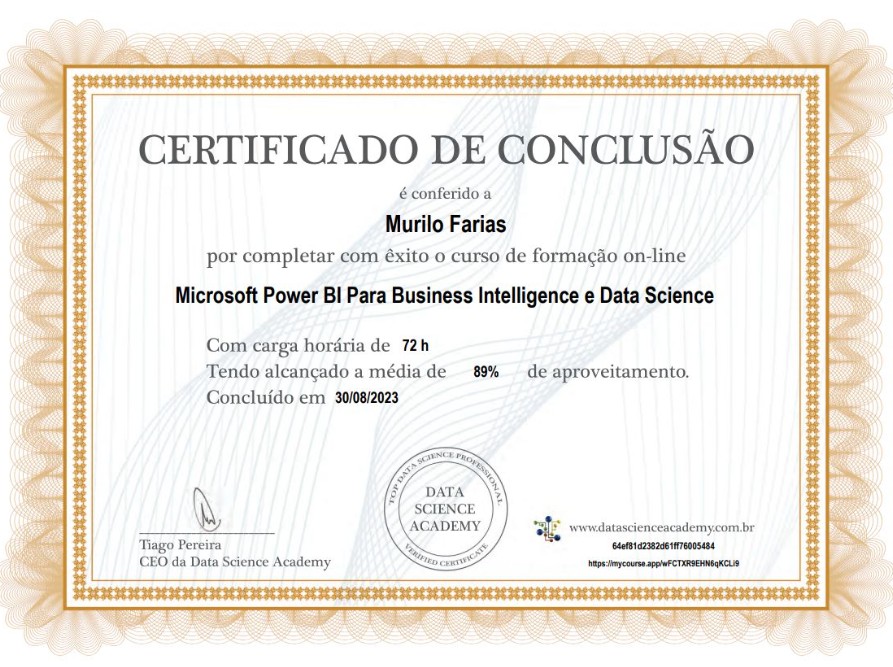 CERTIFICADO DE CONCLUSÃO
é conferido a
Murilo Farias
por completar com êxito o curso de formação on-line
Microsoft Power BI Para Business Intelligence e Data Science
Com carga horária de 72 h
Tendo alcançado a média de 89% de aproveitamento.
Concluído em 30/08/2023
TOP DATA SCIENCE PROFESSIONAL
DATA
SCIENCE
ACADEMY
VERIFIED CERTIFICATE
Tiago Pereira
CEO da Data Science Academy
www.datascienceacademy.com.br
64ef81d2382d61ff76005484
https://mycourse.app/wFCTXR9EHN6qKCLi9